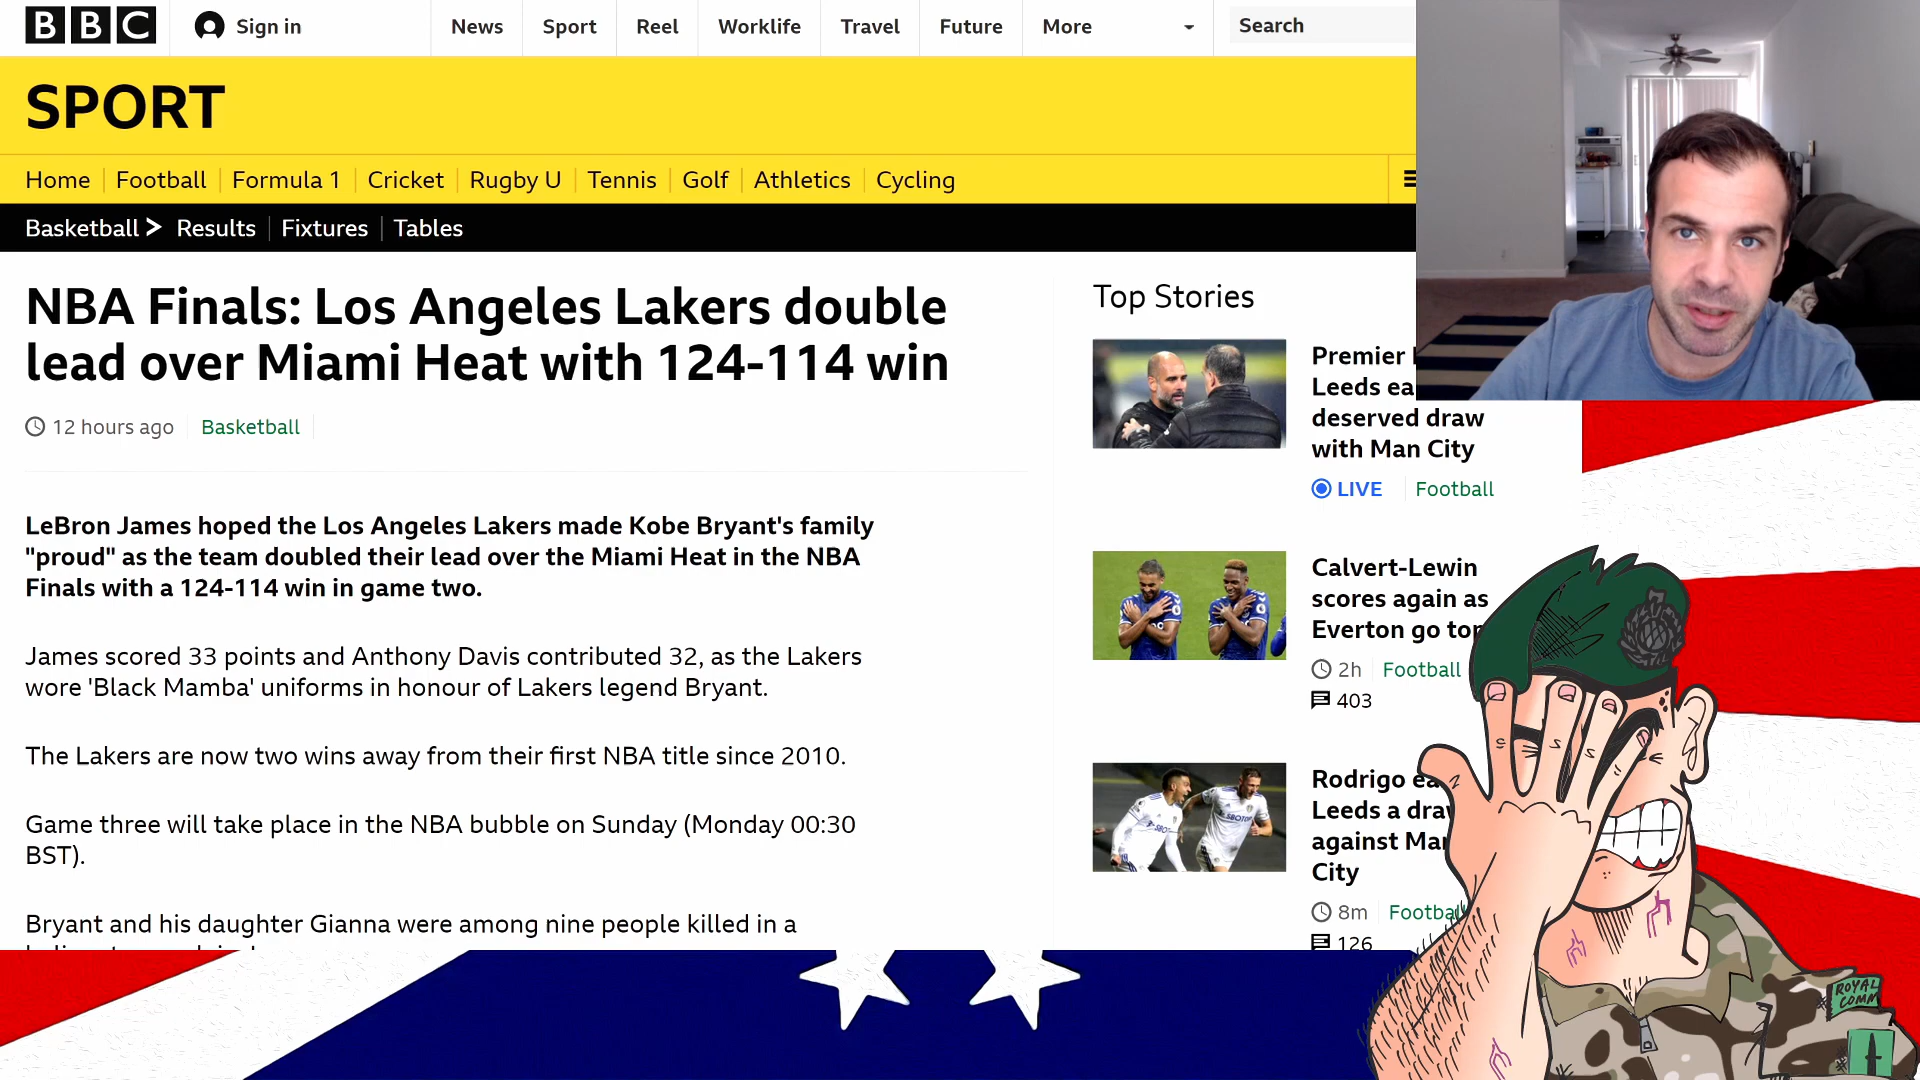 BBC
Sign in
News
Sport
Reel
Worklife
Travel
Future
More
Search
SPORT
Home
Football
Formula 1
Cricket
Rugby U
Tennis
Golf
Athletics
Cycling
Basketball
Results
Fixtures
Tables
NBA Finals: Los Angeles Lakers double
lead over Miami Heat with 124-114 win
12 hours ago
Basketball
LeBron James hoped the Los Angeles Lakers made Kobe Bryant's family
"proud" as the team doubled their lead over the Miami Heat in the NBA
Finals with a 124-114 win in game two.
James scored 33 points and Anthony Davis contributed 32, as the Lakers
wore 'Black Mamba' uniforms in honour of Lakers legend Bryant.
The Lakers are now two wins away from their first NBA title since 2010.
Game three will take place in the NBA bubble on Sunday (Monday 00:30
BST).
Bryant and his daughter Gianna were among nine people killed in a
Top Stories
Premier
Leeds
deserved draw
with Man City
LIVE
Football
Calvert-Lewin
scores again as
Everton go top
2h
Football
403
Rodrigo
Leeds a draw
against Man
City
8m
Football
126
ROYAL
COMM